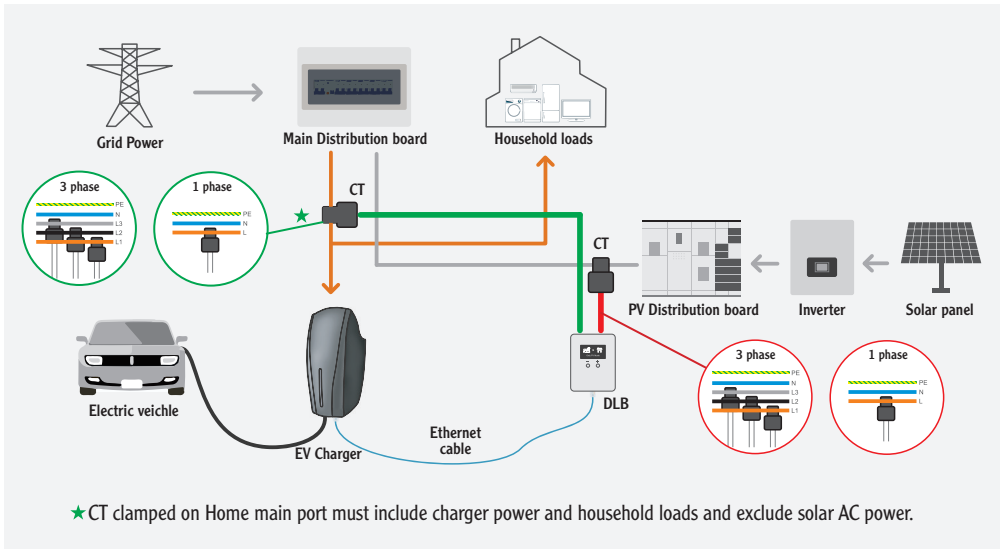 Grid Power
Main Distribution board
Household loads
3 phase
PE
N
L3
L2
L1
1 phase
PE
N
L
CT
CT
PV Distribution board
Inverter
Solar panel
Electric veichle
EV Charger
Ethernet
cable
DLB
3 phase
PE
N
L3
L2
L1
1 phase
PE
N
L
★CT clamped on Home main port must include charger power and household loads and exclude solar AC power.